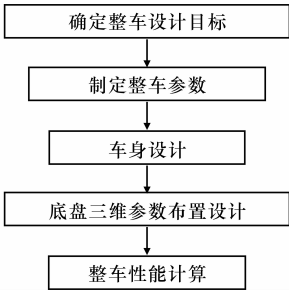 确定整车设计目标
制定整车参数
车身设计
底盘三维参数布置设计
整车性能计算